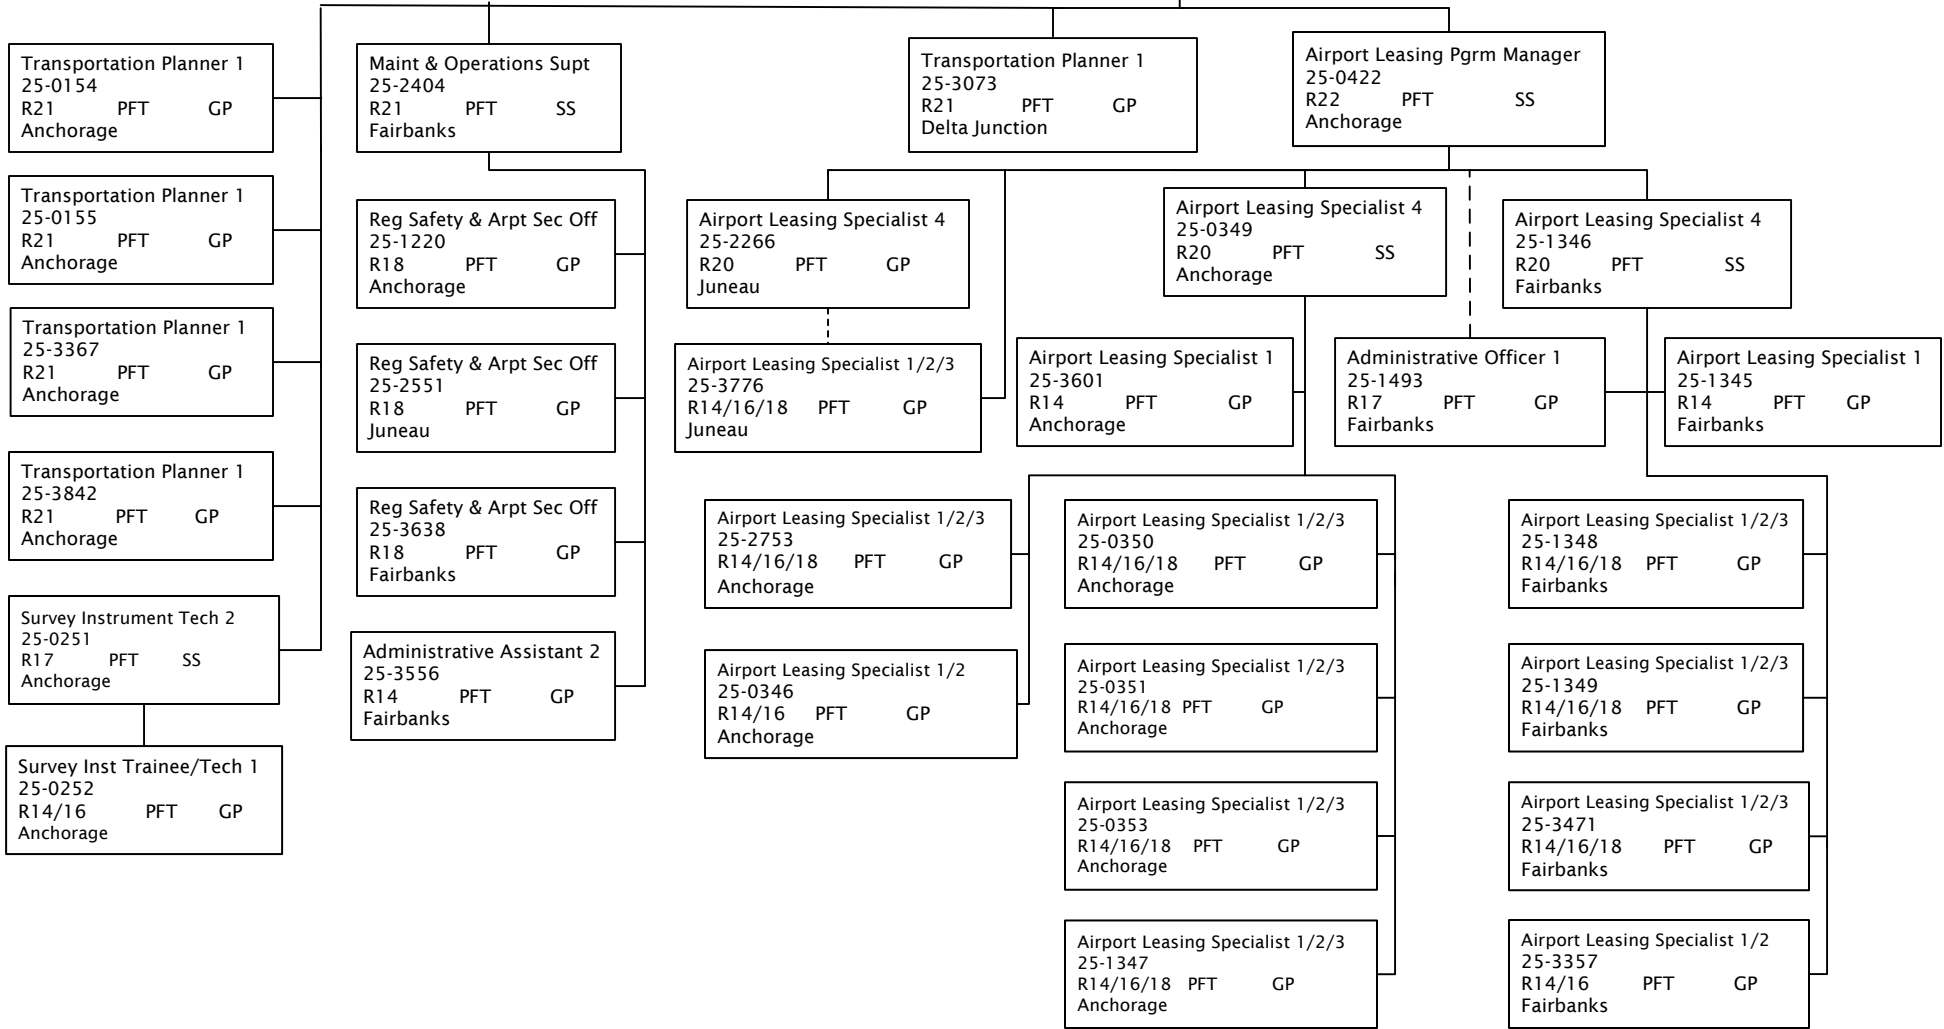 Transportation Planner 1
25-0154
R21 PFT GP
Anchorage
Transportation Planner 1
25-0155
R21 PFT GP
Anchorage
Transportation Planner 1
25-3367
R21 PFT GP
Anchorage
Transportation Planner 1
25-3842
R21 PFT GP
Anchorage
Survey Instrument Tech 2
25-0251
R17 PFT SS
Anchorage
Survey Inst Trainee/Tech 1
25-0252
R14/16 PFT GP
Anchorage
Maint & Operations Supt
25-2404
R21 PFT SS
Fairbanks
Reg Safety & Arpt Sec Off
25-1220
R18 PFT GP
Anchorage
Reg Safety & Arpt Sec Off
25-2551
R18 PFT GP
Juneau
Reg Safety & Arpt Sec Off
25-3638
R18 PFT GP
Fairbanks
Administrative Assistant 2
25-3556
R14 PFT GP
Fairbanks
Transportation Planner 1
25-3073
R21 PFT GP
Delta Junction
Airport Leasing Pgrm Manager
25-0422
R22 PFT SS
Anchorage
Airport Leasing Specialist 4
25-2266
R20 PFT GP
Juneau
Airport Leasing Specialist 4
25-0349
R20 PFT SS
Anchorage
Airport Leasing Specialist 4
25-1346
R20 PFT SS
Fairbanks
Airport Leasing Specialist 1/2/3
25-3776
R14/16/18 PFT GP
Juneau
Airport Leasing Specialist 1
25-3601
R14 PFT GP
Anchorage
Administrative Officer 1
25-1493
R17 PFT GP
Fairbanks
Airport Leasing Specialist 1
25-1345
R14 PFT GP
Fairbanks
Airport Leasing Specialist 1/2/3
25-2753
R14/16/18 PFT GP
Anchorage
Airport Leasing Specialist 1/2
25-0346
R14/16 PFT GP
Anchorage
Airport Leasing Specialist 1/2/3
25-0350
R14/16/18 PFT GP
Anchorage
Airport Leasing Specialist 1/2/3
25-0351
R14/16/18 PFT GP
Anchorage
Airport Leasing Specialist 1/2/3
25-0353
R14/16/18 PFT GP
Anchorage
Airport Leasing Specialist 1/2/3
25-1347
R14/16/18 PFT GP
Anchorage
Airport Leasing Specialist 1/2/3
25-1348
R14/16/18 PFT GP
Fairbanks
Airport Leasing Specialist 1/2/3
25-1349
R14/16/18 PFT GP
Fairbanks
Airport Leasing Specialist 1/2/3
25-3471
R14/16/18 PFT GP
Fairbanks
Airport Leasing Specialist 1/2
25-3357
R14/16 PFT GP
Fairbanks